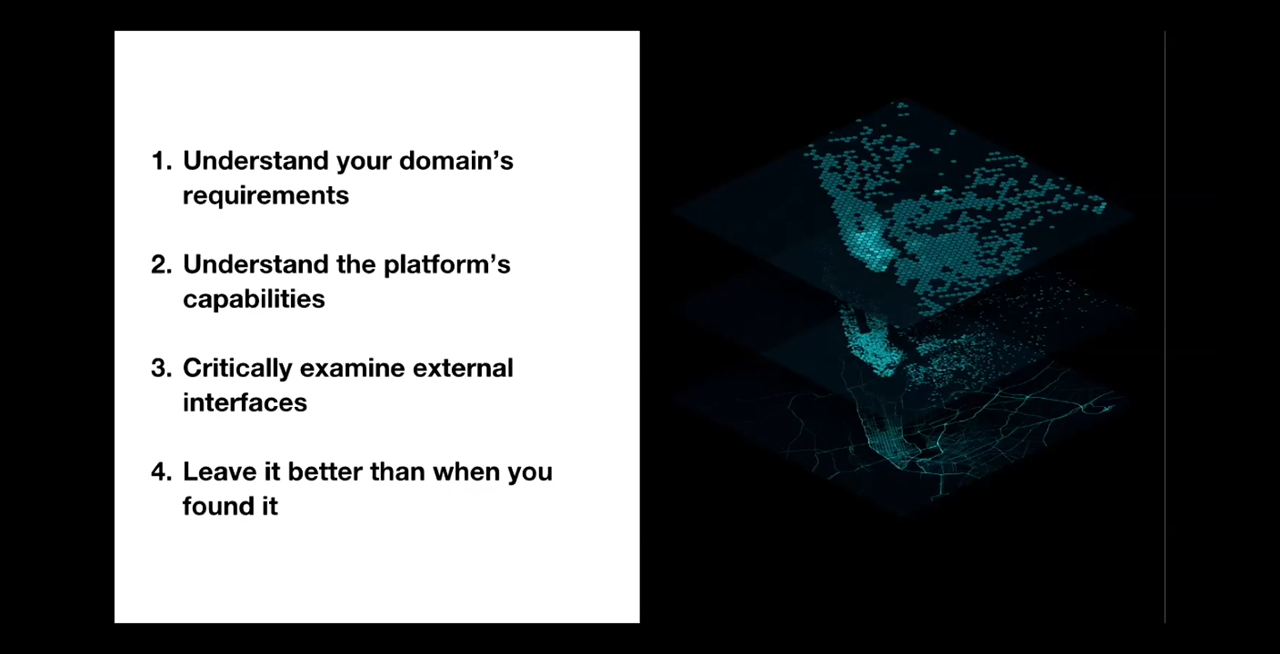 1. Understand your domain’s
requirements
2. Understand the platform’s
capabilities
3. Critically examine external
interfaces
4. Leave it better than when you
found it